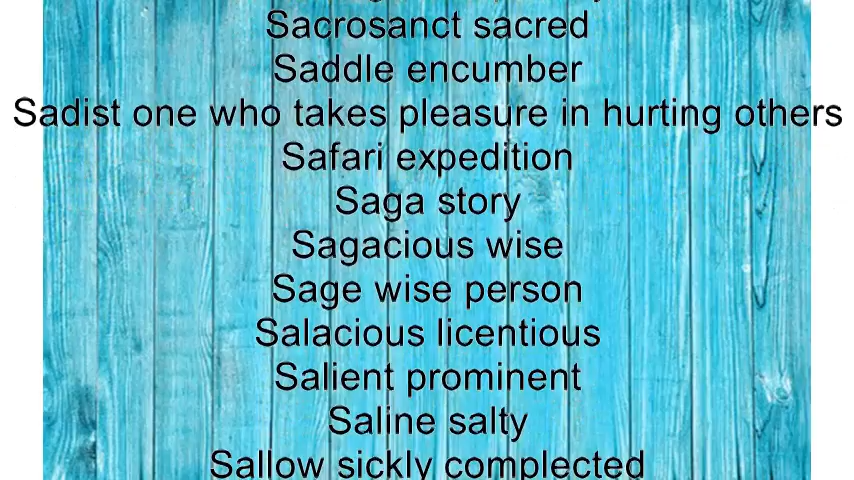 Sacrosanct sacred
Saddle encumber
Sadist one who takes pleasure in hurting others
Safari expedition
Saga story
Sagacious wise
Sage wise person
Salacious licentious
Salient prominent
Saline salty
Sallow sickly complected